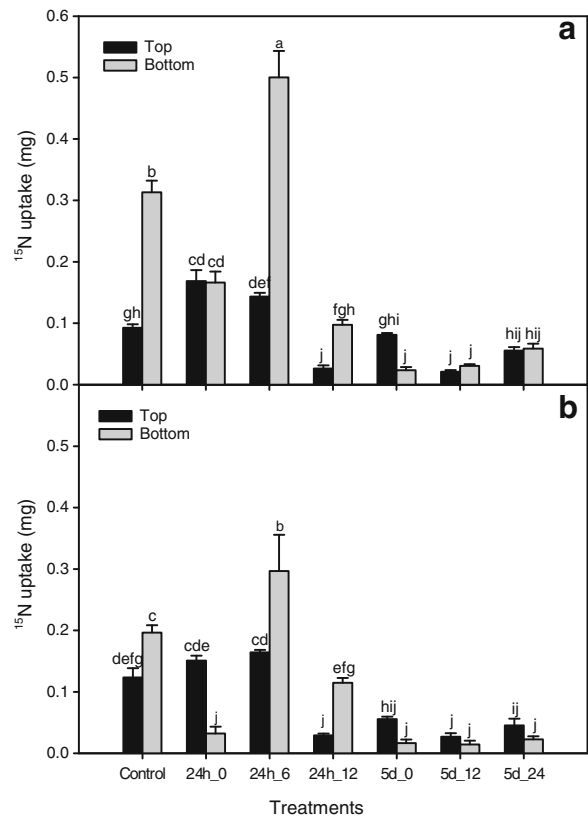 a
Top
Bottom
¹⁵N uptake (mg)
0.6
0.5
0.4
0.3
0.2
0.1
0.0
gh
b
cd
cd
def
a
j
fgh
ghi
j
j
j
hij
hij
b
Top
Bottom
¹⁵N uptake (mg)
0.5
0.4
0.3
0.2
0.1
0.0
defg
c
cde
j
cd
b
j
efg
hij
j
j
j
ij
j
Control 24h_0 24h_6 24h_12 5d_0 5d_12 5d_24
Treatments